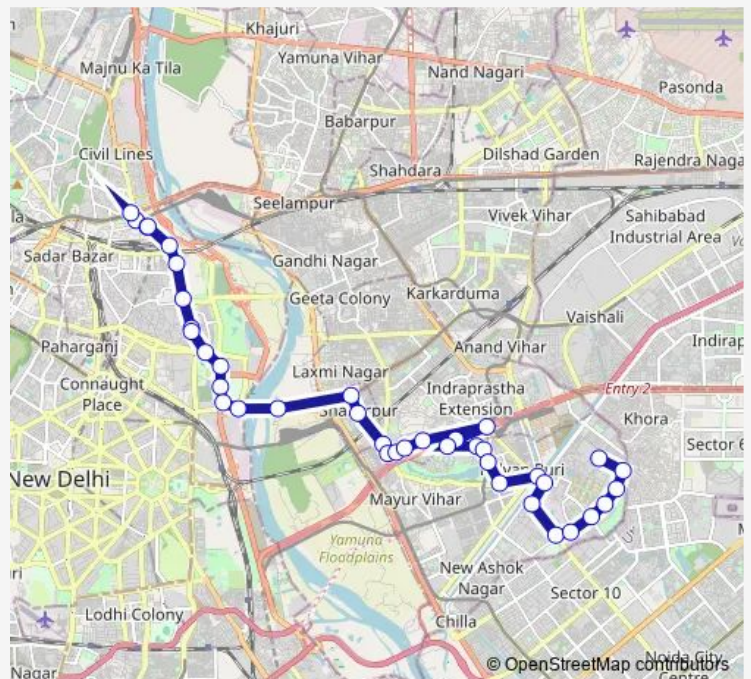 Khajuri
Majnu Ka Tila
Yamuna Vihar
Nand Nagari
Pasonda
Babarpur
Civil Lines
Shahdara
Dilshad Garden
Rajendra Naga
Seelampur
Vivek Vihar
Sahibabad
Industrial Area
Sadar Bazar
Gandhi Nagar
Geeta Colony
Karkarduma
Vaishali
Paharganj
Anand Vihar
Indirap
Laxmi Nagar
Connaught
Place
Indraprastha
Extension
Entry 2
Khora
Sector 6
New Delhi
Mayur Vihar
Yamuna
Floodplains
New Ashok
Nagar
Sector 10
Lodhi Colony
Chilla
Nagar
Noida City
Centre
© OpenStreetMap contributors